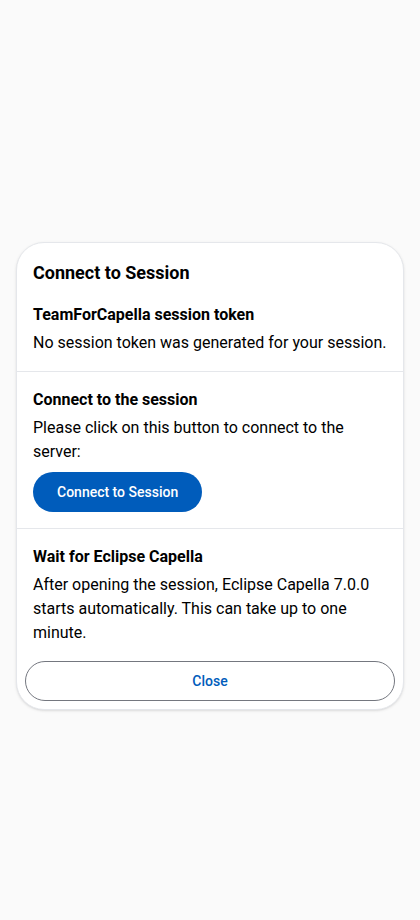 Connect to Session
TeamForCapella session token
No session token was generated for your session.
Connect to the session
Please click on this button to connect to the
server:
Connect to Session
Wait for Eclipse Capella
After opening the session, Eclipse Capella 7.0.0
starts automatically. This can take up to one
minute.
Close